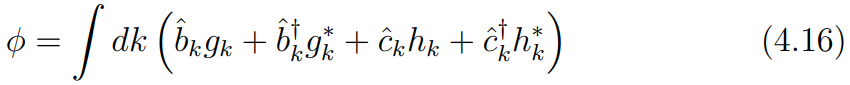 ϕ = ∫ dk (b̂ₖgₖ + b̂ₖ†gₖ* + ĉₖhₖ + ĉₖ†hₖ*) (4.16)